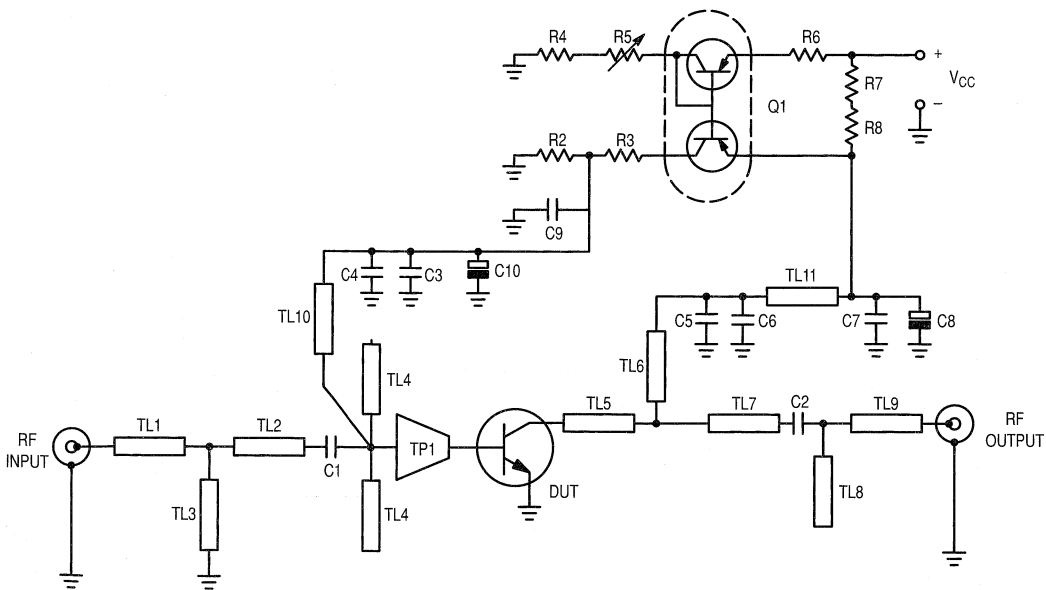 R4
R5
R6
+
VCC
R7
Q1
–
R8
R2
R3
C9
C4
C3
C10
TL11
TL10
C5
C6
C7
C8
TL4
TL6
TL5
TL7
C2
TL9
RF
INPUT
TL1
TL2
C1
TP1
RF
OUTPUT
DUT
TL3
TL4
TL8